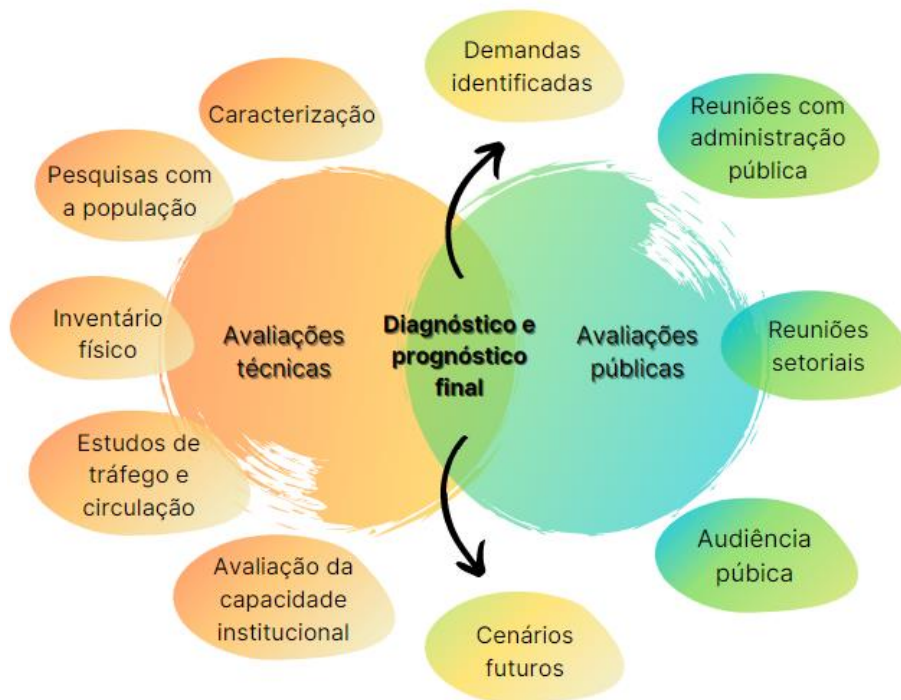 Demandas
identificadas
Caracterização
Reuniões com
administração
pública
Pesquisas com
a população
Inventário
físico
Avaliações
técnicas
Diagnóstico e
prognóstico
final
Avaliações
públicas
Reuniões
setoriais
Estudos de
tráfego e
circulação
Audiência
púbica
Avaliação da
capacidade
institucional
Cenários
futuros